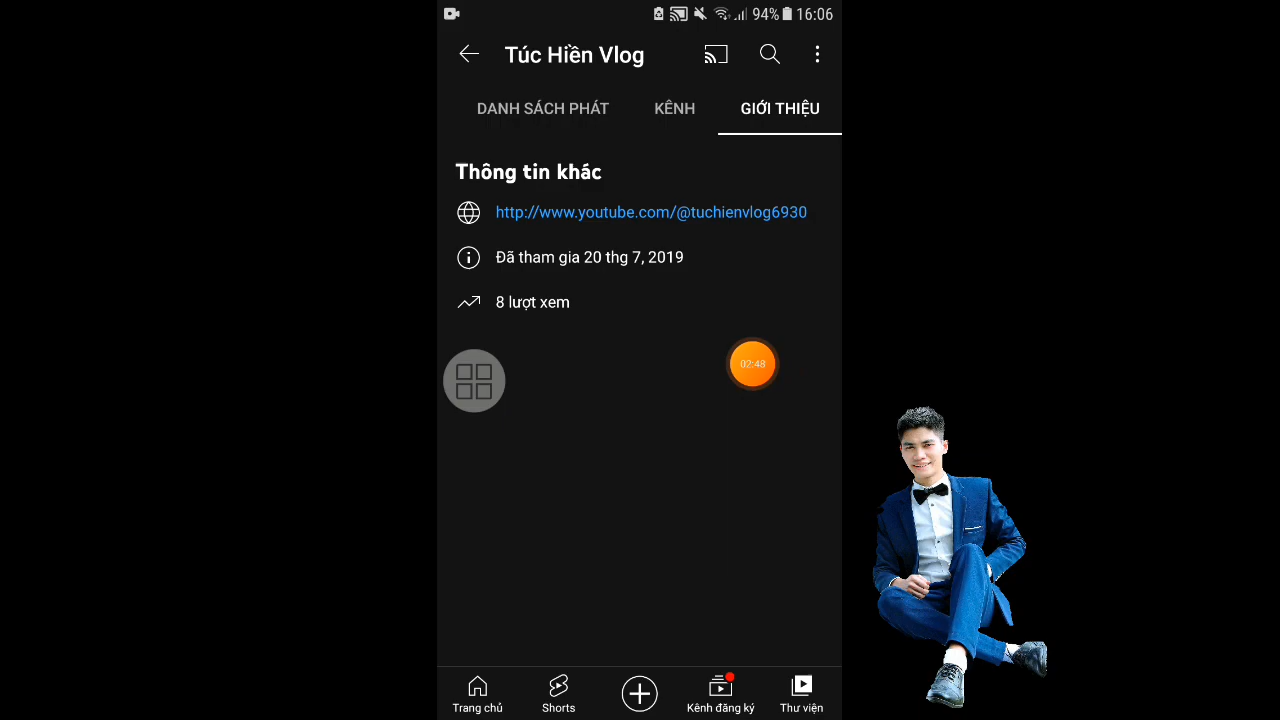 94% 16:06
Túc Hiền Vlog
DANH SÁCH PHÁT KÊNH GIỚI THIỆU
Thông tin khác
http://www.youtube.com/@tuchienvlog6930
Đã tham gia 20 thg 7, 2019
8 lượt xem
02:48
Trang chủ Shorts Kênh đăng ký Thư viện